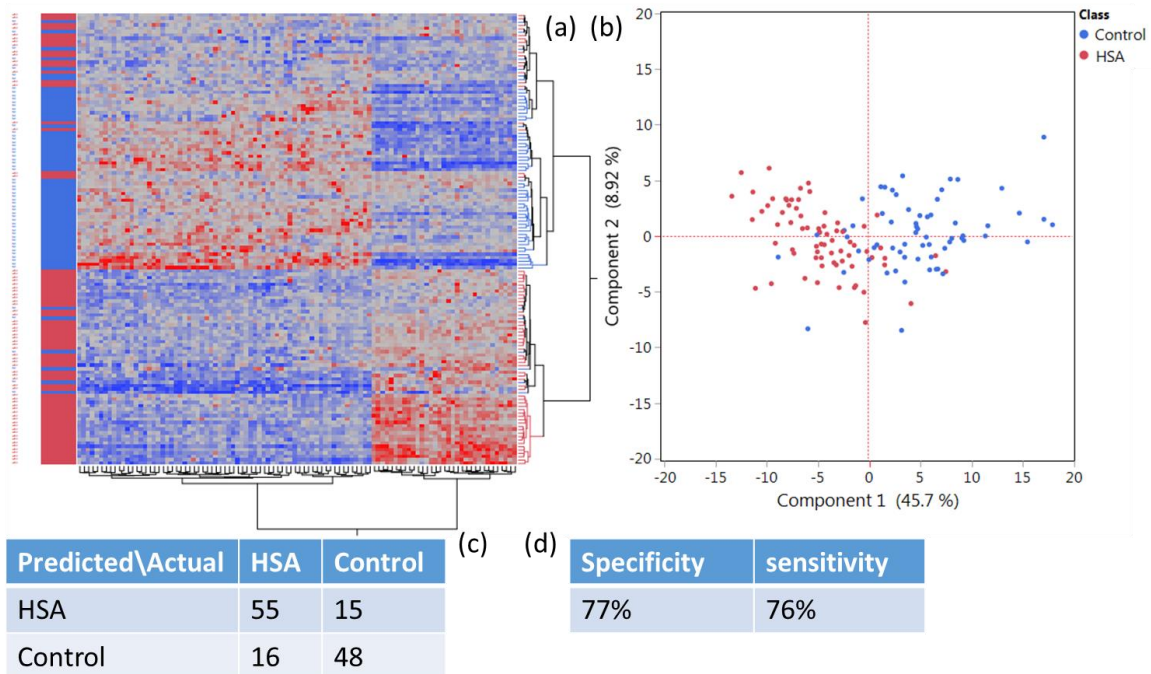 (a) (b)
Class
Control
HSA
20
15
10
5
0
-5
-10
-15
-20
Component 2 (8.92 %)
-20 -15 -10 -5 0 5 10 15 20
Component 1 (45.7 %)
(c) (d)
Predicted\Actual HSA Control
HSA 55 15
Control 16 48
Specificity sensitivity
77% 76%